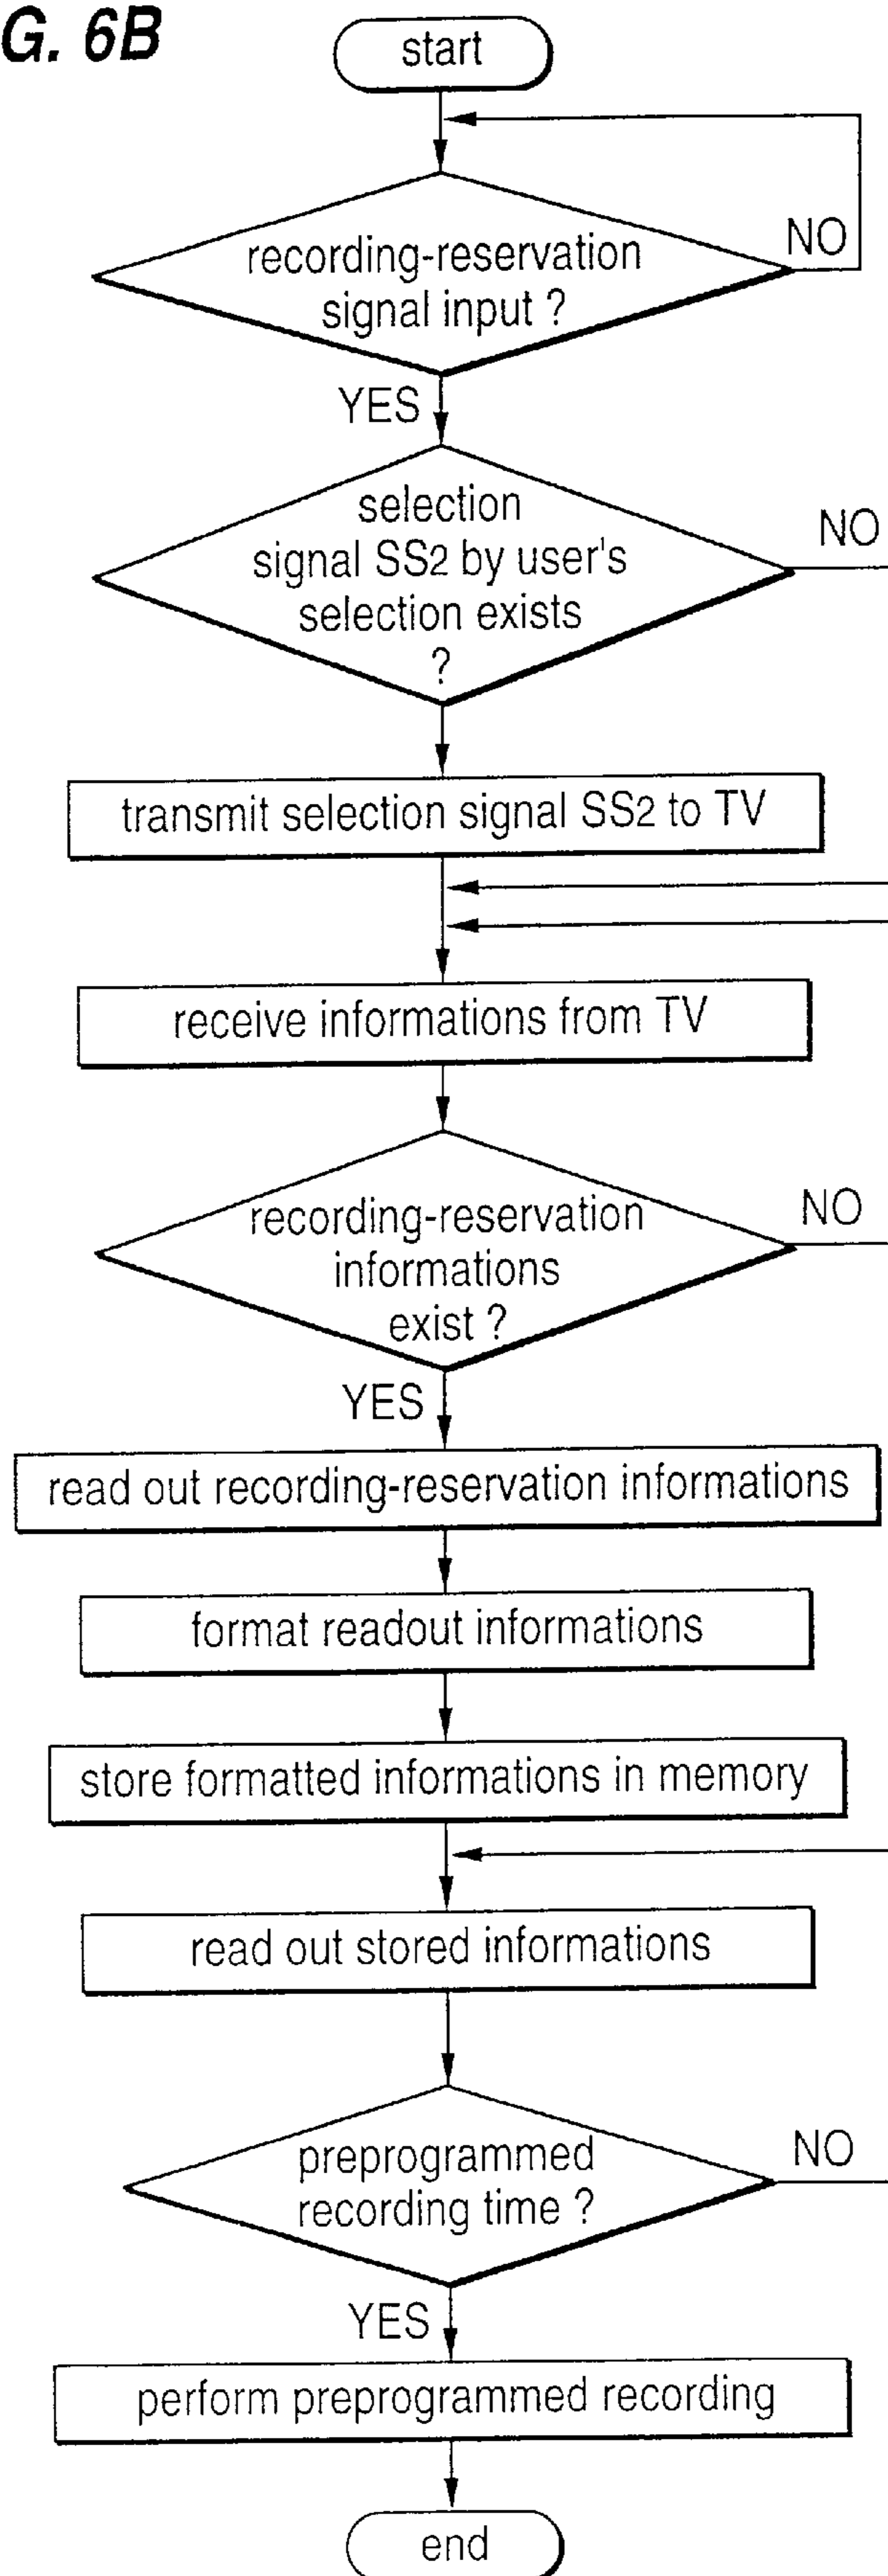 G. 6B
start
recording-reservation
signal input ?
NO
YES
selection
signal SS2 by user's
selection exists
?
NO
transmit selection signal SS2 to TV
receive informations from TV
recording-reservation
informations
exist ?
NO
YES
read out recording-reservation informations
format readout informations
store formatted informations in memory
read out stored informations
preprogrammed
recording time ?
NO
YES
perform preprogrammed recording
end